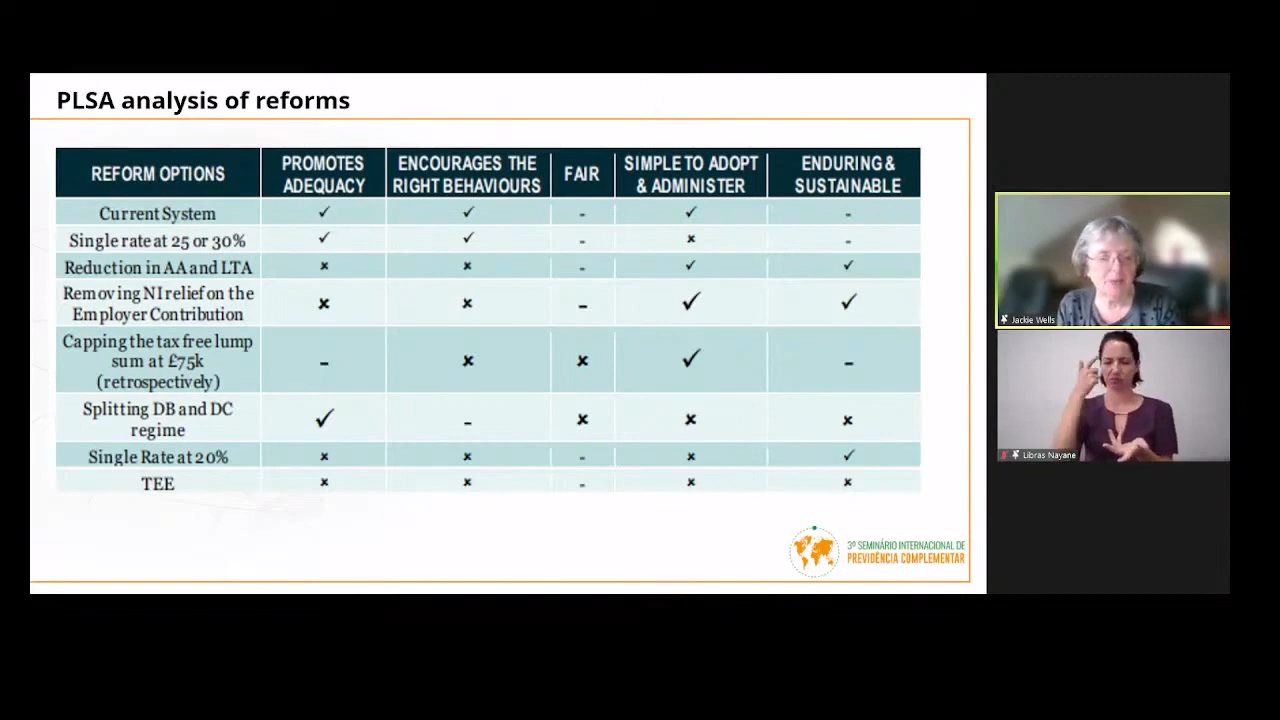 PLSA analysis of reforms
REFORM OPTIONS PROMOTES ADEQUACY ENCOURAGES THE RIGHT BEHAVIOURS FAIR SIMPLE TO ADOPT & ADMINISTER ENDURING & SUSTAINABLE
Current System ✓ ✓ - ✓ -
Single rate at 25 or 30% ✓ ✓ - × -
Reduction in AA and LTA × × - ✓ ✓
Removing NI relief on the
Employer Contribution × × - ✓ ✓
Capping the tax free lump
sum at £75k
(retrospectively) - × × ✓ -
Splitting DB and DC
regime ✓ - × × ×
Single Rate at 20% × × - × ✓
TEE × × - × ×
3º SEMINÁRIO INTERNACIONAL DE
PREVIDÊNCIA COMPLEMENTAR
Jackie Wells
Libras Nayane